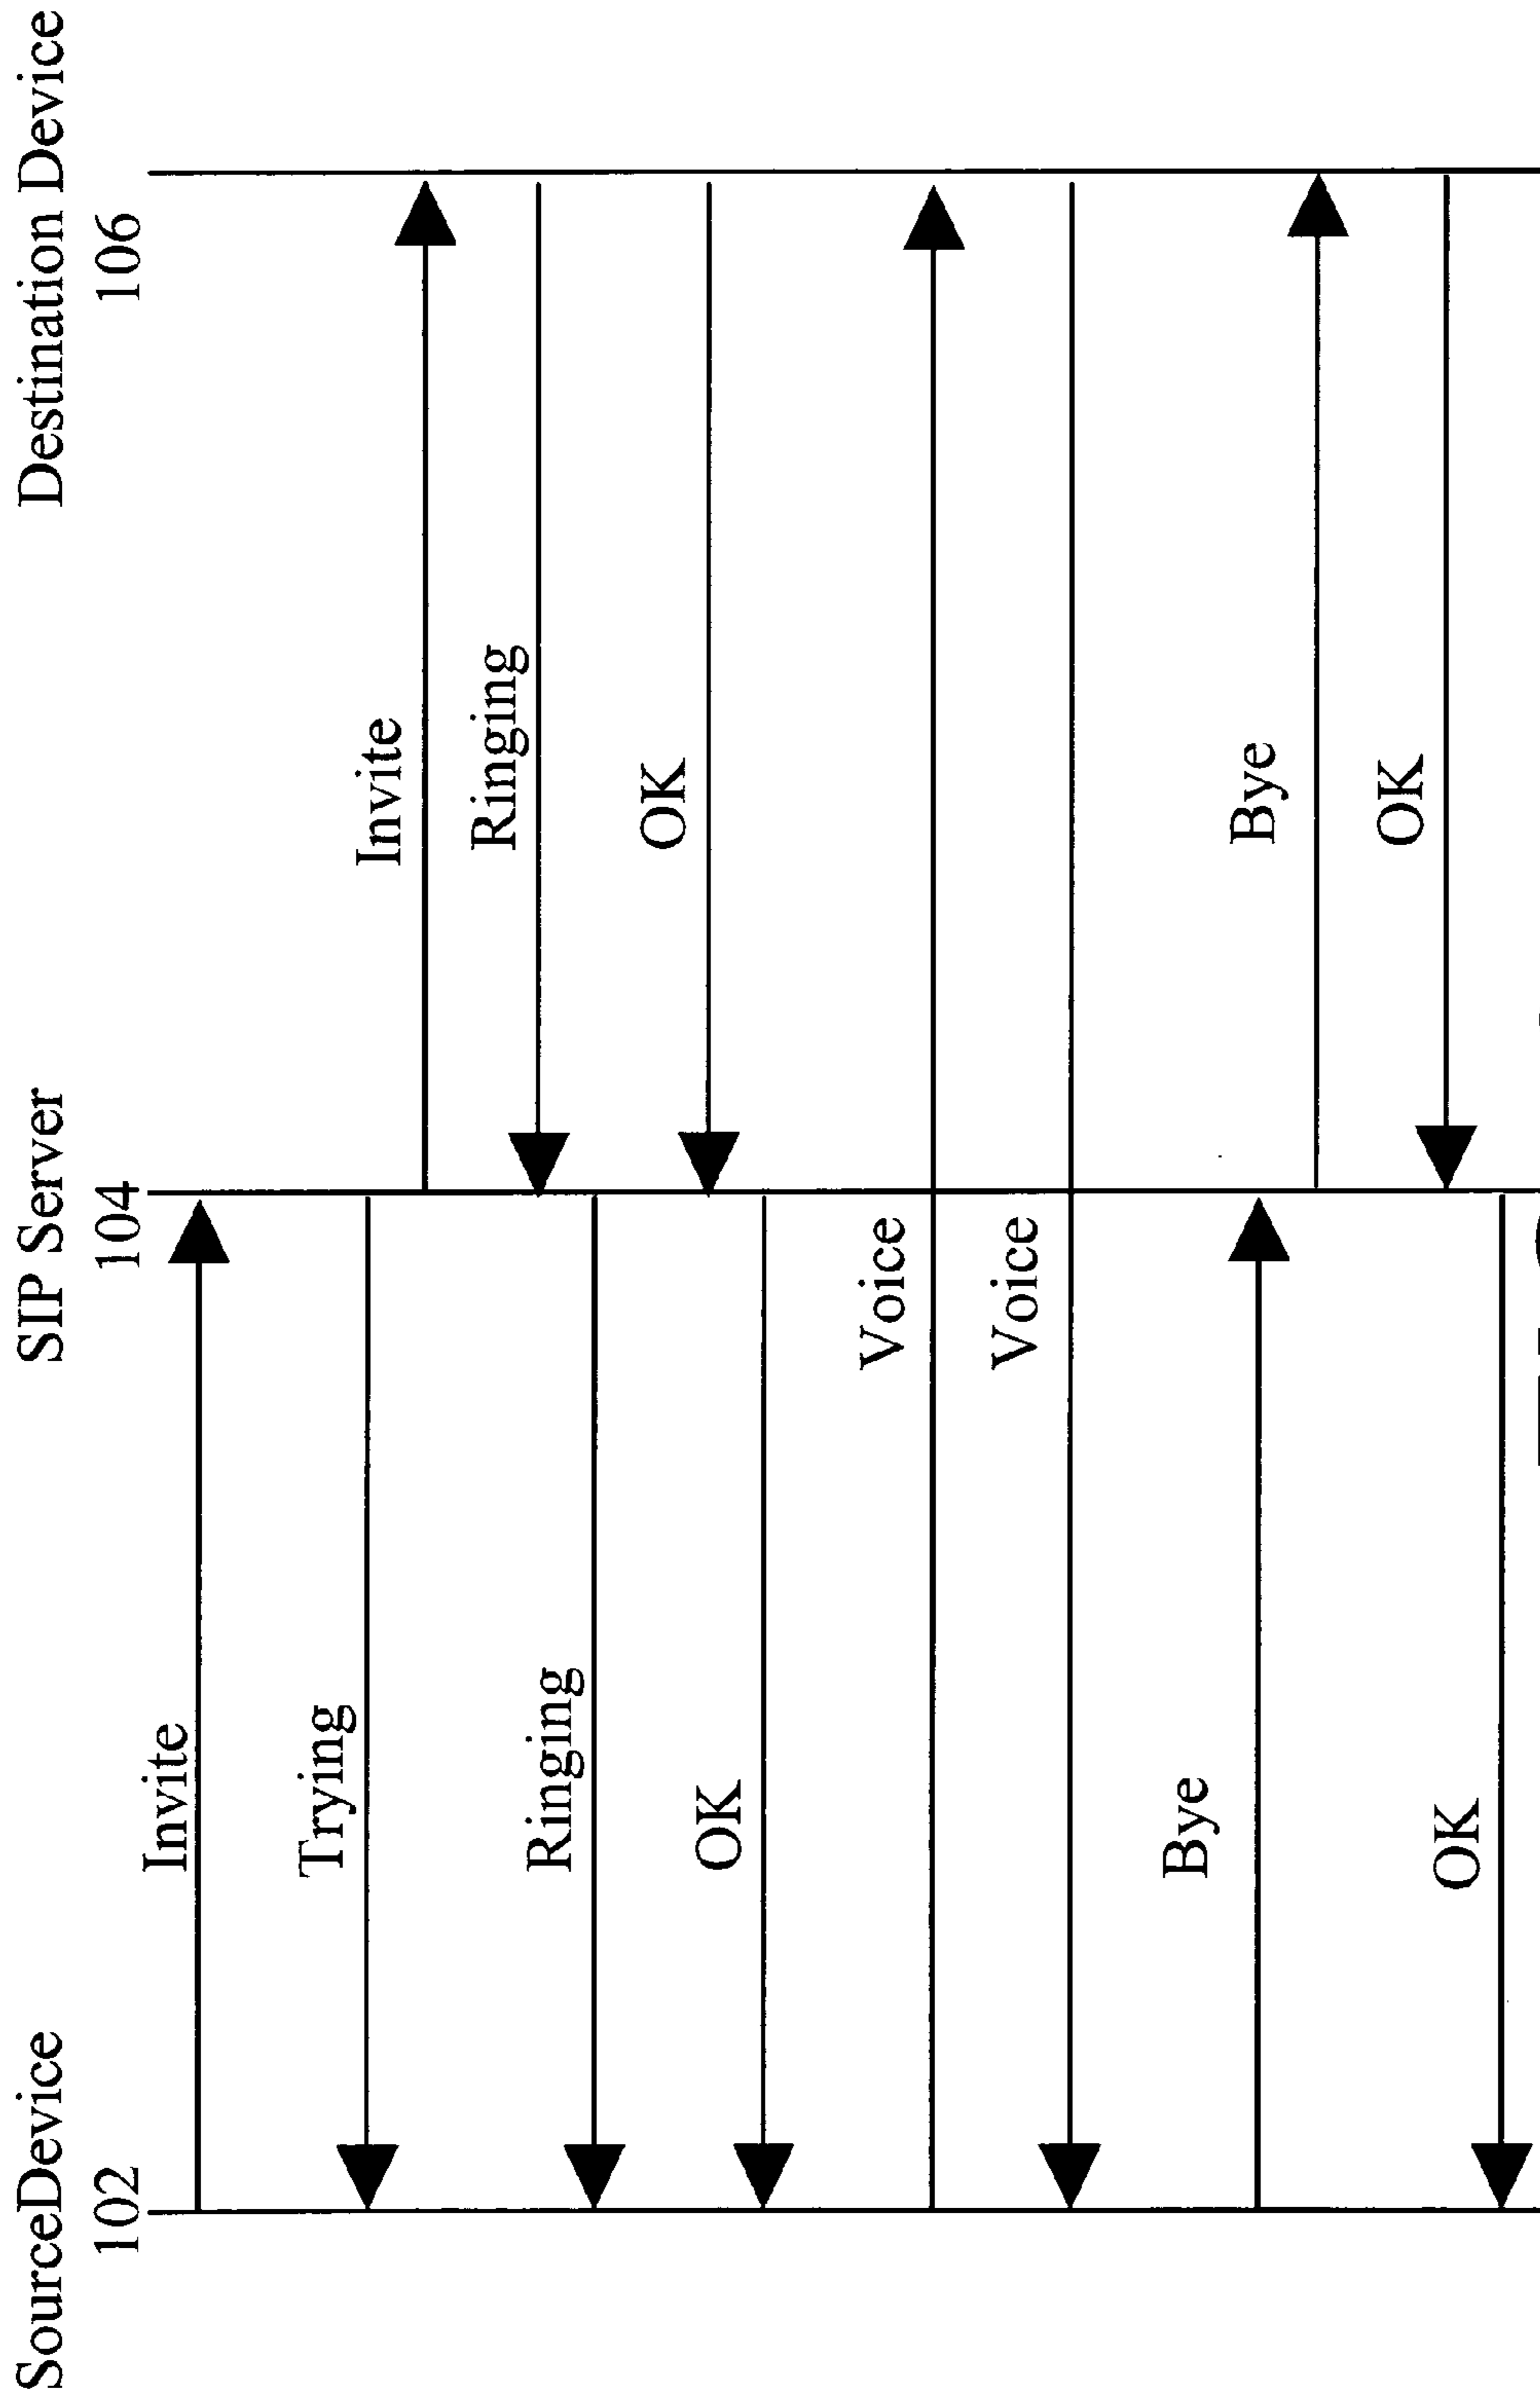 SourceDevice SIP Server Destination Device
102 104 106
Invite
Trying
Invite
Ringing
Ringing
OK
OK
Voice
Voice
Bye
Bye
OK
OK